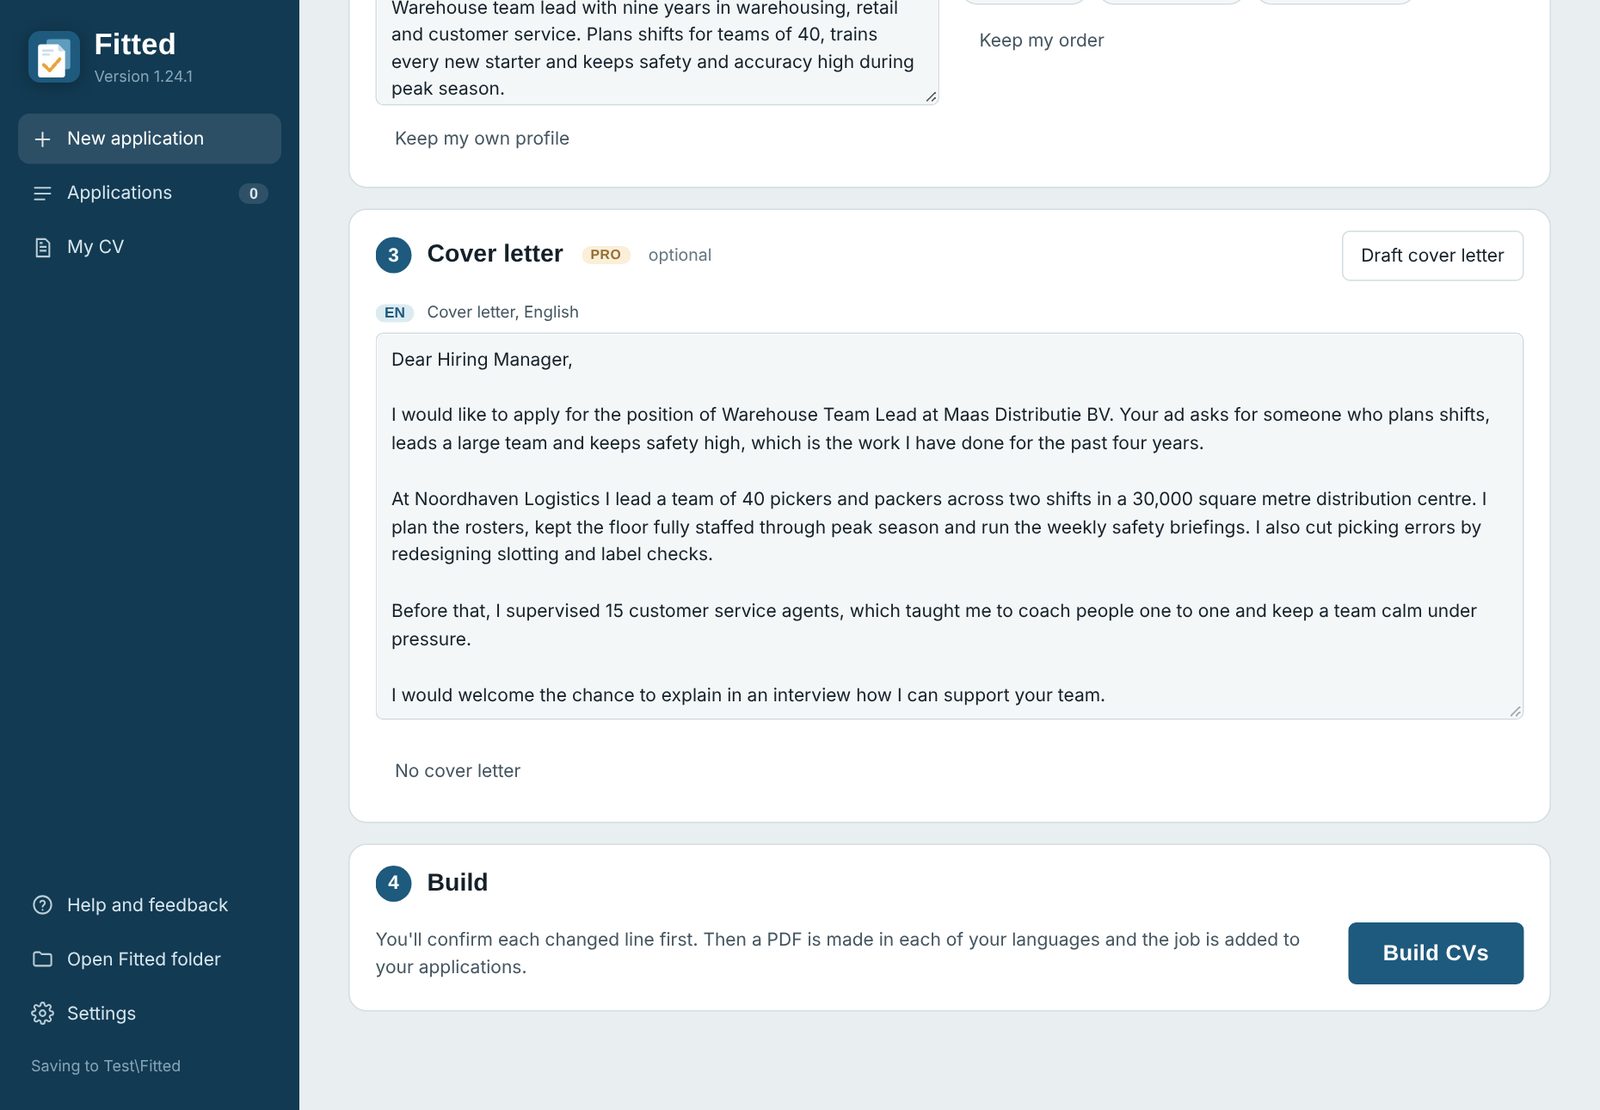 Fitted
Version 1.24.1
New application
Applications 0
My CV
Help and feedback
Open Fitted folder
Settings
Saving to Test\Fitted
Warehouse team lead with nine years in warehousing, retail
and customer service. Plans shifts for teams of 40, trains
every new starter and keeps safety and accuracy high during
peak season.
Keep my own profile
Keep my order
3 Cover letter PRO optional
Draft cover letter
EN Cover letter, English
Dear Hiring Manager,
I would like to apply for the position of Warehouse Team Lead at Maas Distributie BV. Your ad asks for someone who plans shifts,
leads a large team and keeps safety high, which is the work I have done for the past four years.
At Noordhaven Logistics I lead a team of 40 pickers and packers across two shifts in a 30,000 square metre distribution centre. I
plan the rosters, kept the floor fully staffed through peak season and run the weekly safety briefings. I also cut picking errors by
redesigning slotting and label checks.
Before that, I supervised 15 customer service agents, which taught me to coach people one to one and keep a team calm under
pressure.
I would welcome the chance to explain in an interview how I can support your team.
No cover letter
4 Build
You'll confirm each changed line first. Then a PDF is made in each of your languages and the job is added to
your applications.
Build CVs